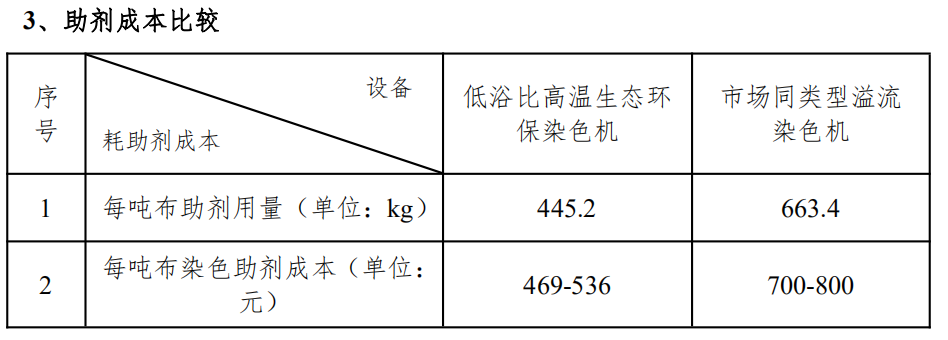 3、助剂成本比较
序
号
设备
耗助剂成本
低浴比高温生态环
保染色机
市场同类型溢流
染色机
1
每吨布助剂用量（单位：kg）
445.2
663.4
2
每吨布染色助剂成本（单位：
元）
469-536
700-800